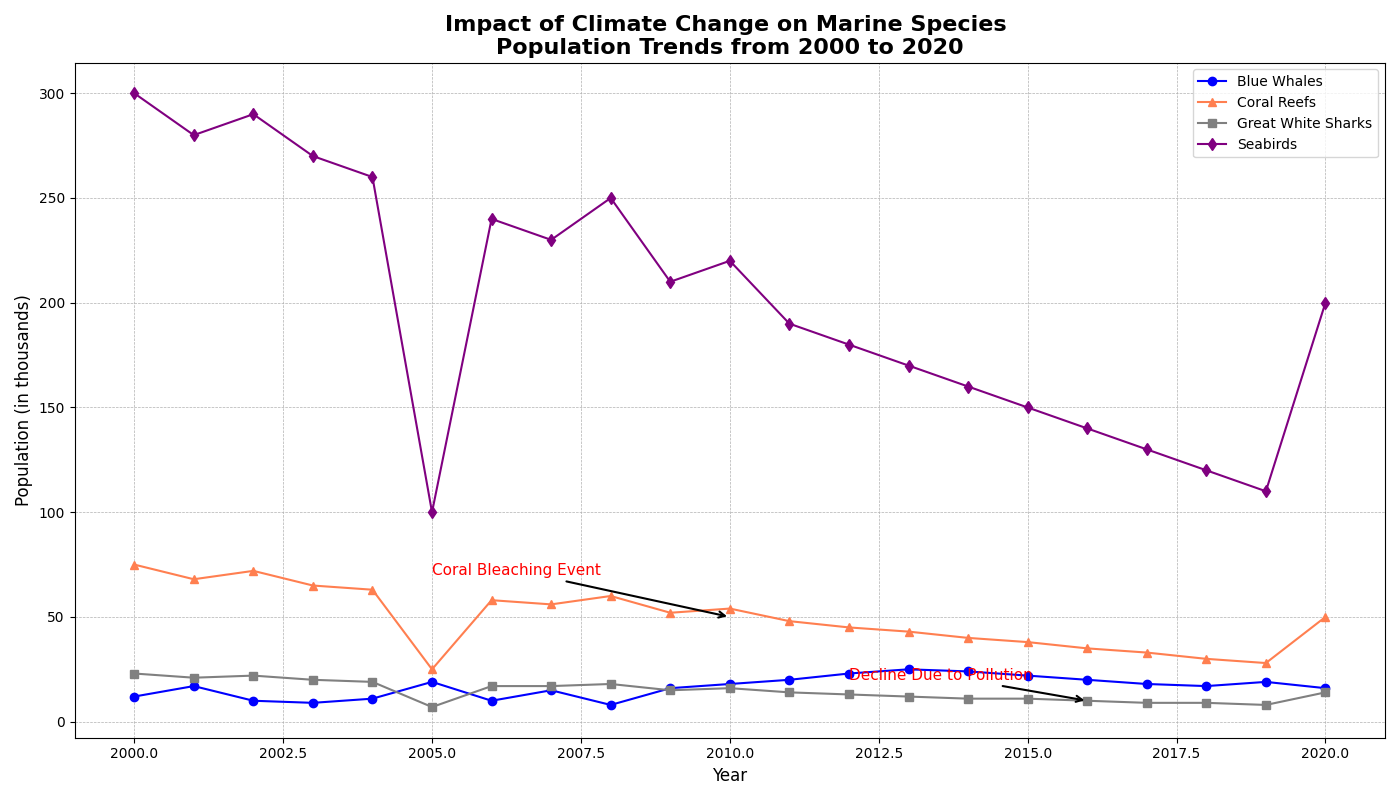 Impact of Climate Change on Marine Species
Population Trends from 2000 to 2020
Blue Whales
Coral Reefs
Great White Sharks
Seabirds
Population (in thousands)
300
250
200
150
100
50
0
Coral Bleaching Event
Decline Due to Pollution
2000.0 2002.5 2005.0 2007.5 2010.0 2012.5 2015.0 2017.5 2020.0
Year